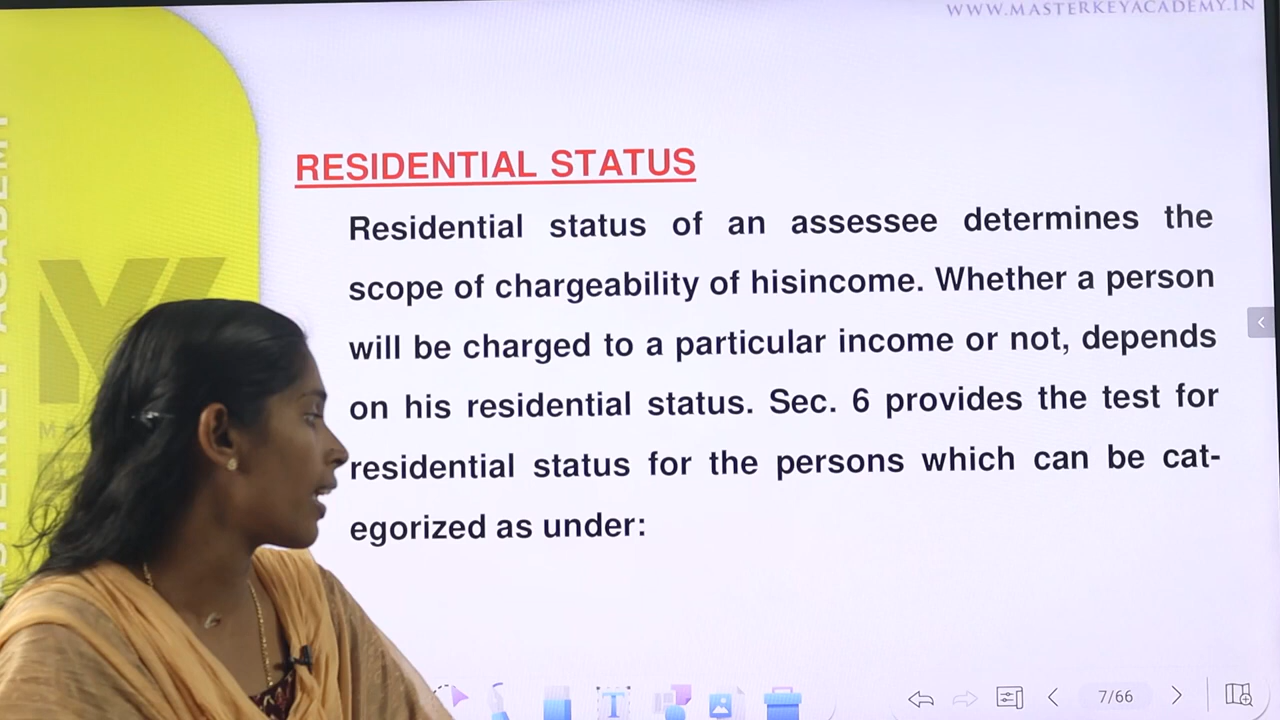 WWW.MASTERKEYACADEMY.IN
RESIDENTIAL STATUS
Residential status of an assessee determines the
scope of chargeability of hisincome. Whether a person
will be charged to a particular income or not, depends
on his residential status. Sec. 6 provides the test for
residential status for the persons which can be cat-
egorized as under:
7/66